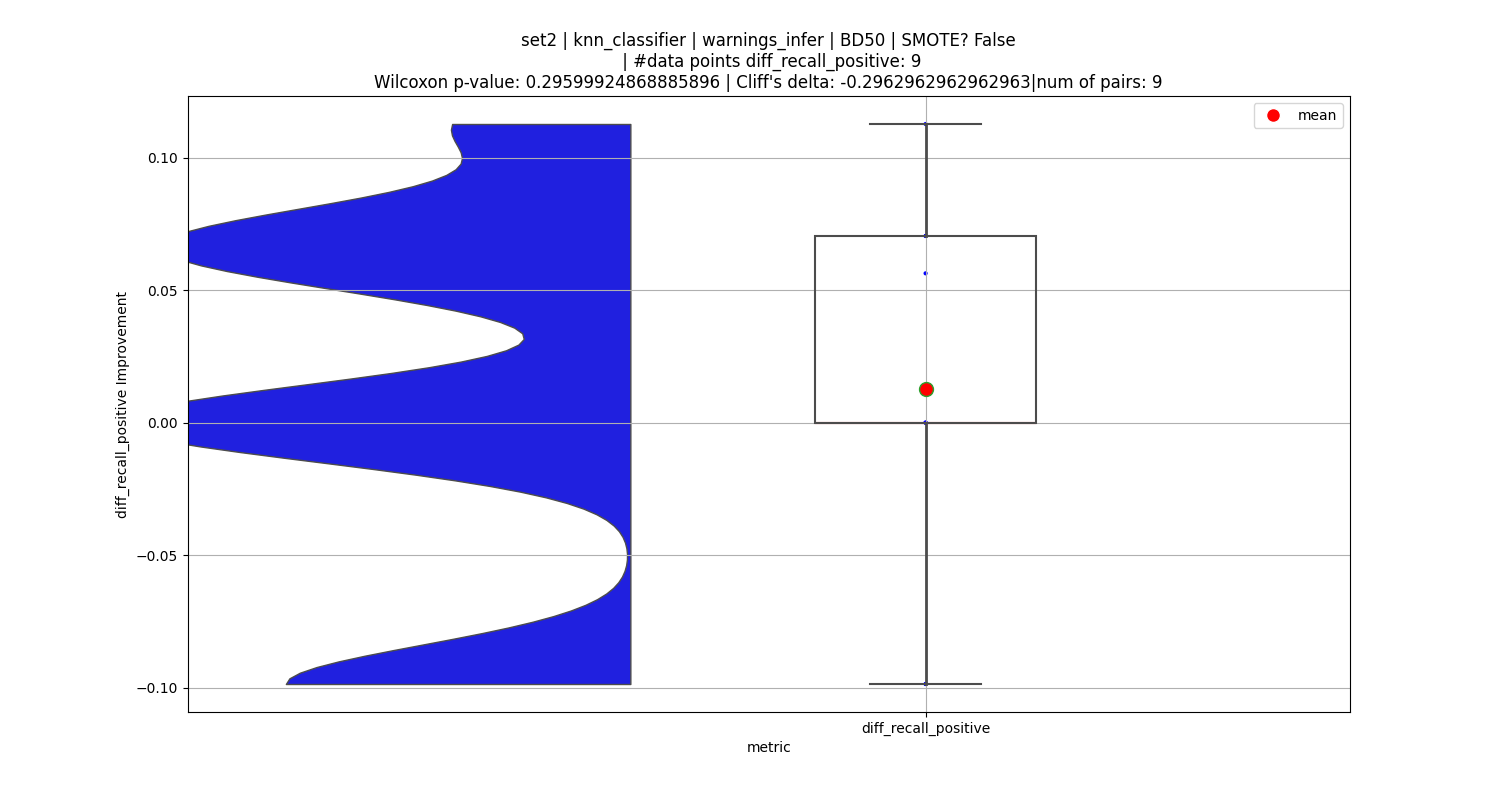 set2 | knn_classifier | warnings_infer | BD50 | SMOTE? False
| #data points diff_recall_positive: 9
Wilcoxon p-value: 0.29599924868885896 | Cliff's delta: -0.2962962962962963|num of pairs: 9
mean
diff_recall_positive Improvement
0.10
0.05
0.00
−0.05
−0.10
diff_recall_positive
metric